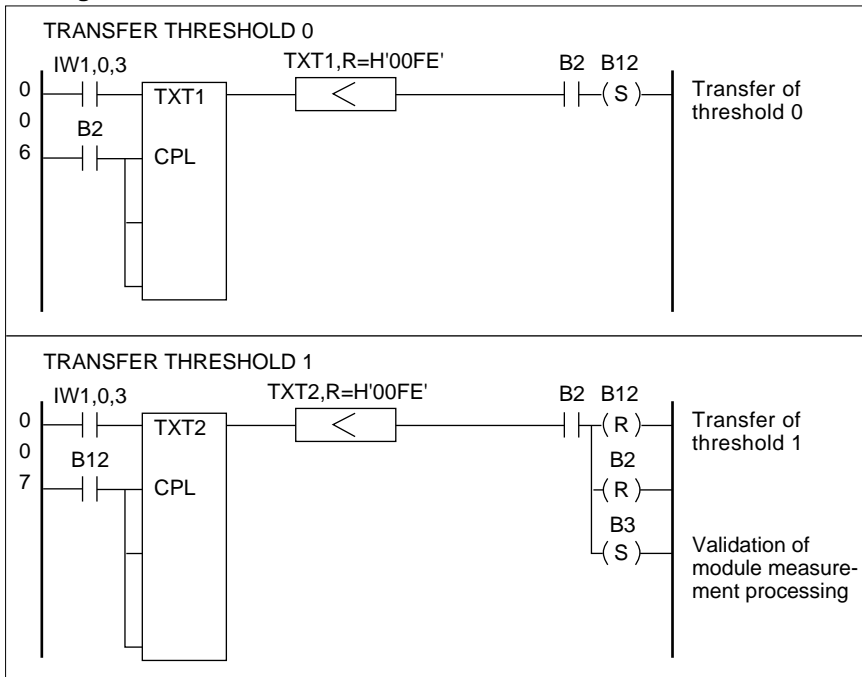 TRANSFER THRESHOLD 0
IW1,0,3 TXT1,R=H'00FE' B2 B12
0 TXT1 < ( S ) Transfer of
threshold 0
0 B2
6 CPL
TRANSFER THRESHOLD 1
IW1,0,3 TXT2,R=H'00FE' B2 B12
0 TXT2 < ( R ) Transfer of
threshold 1
0 B12 B2
7 CPL ( R )
B3
( S ) Validation of
module measure-
ment processing